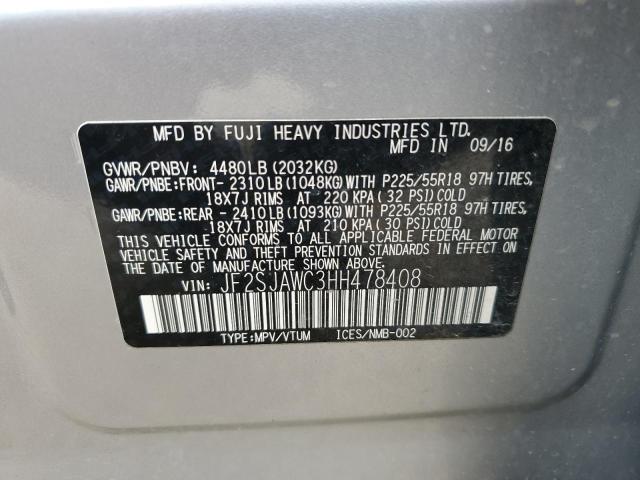 MFD BY FUJI HEAVY INDUSTRIES LTD.
MFD IN 09/16
GVWR/PNBV: 4480LB (2032KG)
GAWR/PNBE:FRONT- 2310LB (1048KG) WITH P225/55R18 97H TIRES,
18X7J RIMS AT 220 KPA ( 32 PSI) COLD
GAWR/PNBE:REAR - 2410LB (1093KG) WITH P225/55R18 97H TIRES,
18X7J RIMS AT 210 KPA ( 30 PSI) COLD
THIS VEHICLE CONFORMS TO ALL APPLICABLE FEDERAL MOTOR
VEHICLE SAFETY AND THEFT PREVENTION STANDARDS IN EFFECT
ON THE DATE OF MANUFACTURE SHOWN ABOVE.
VIN: JF2SJAWC3HH478408
TYPE:MPV/VTUM ICES/NMB-002